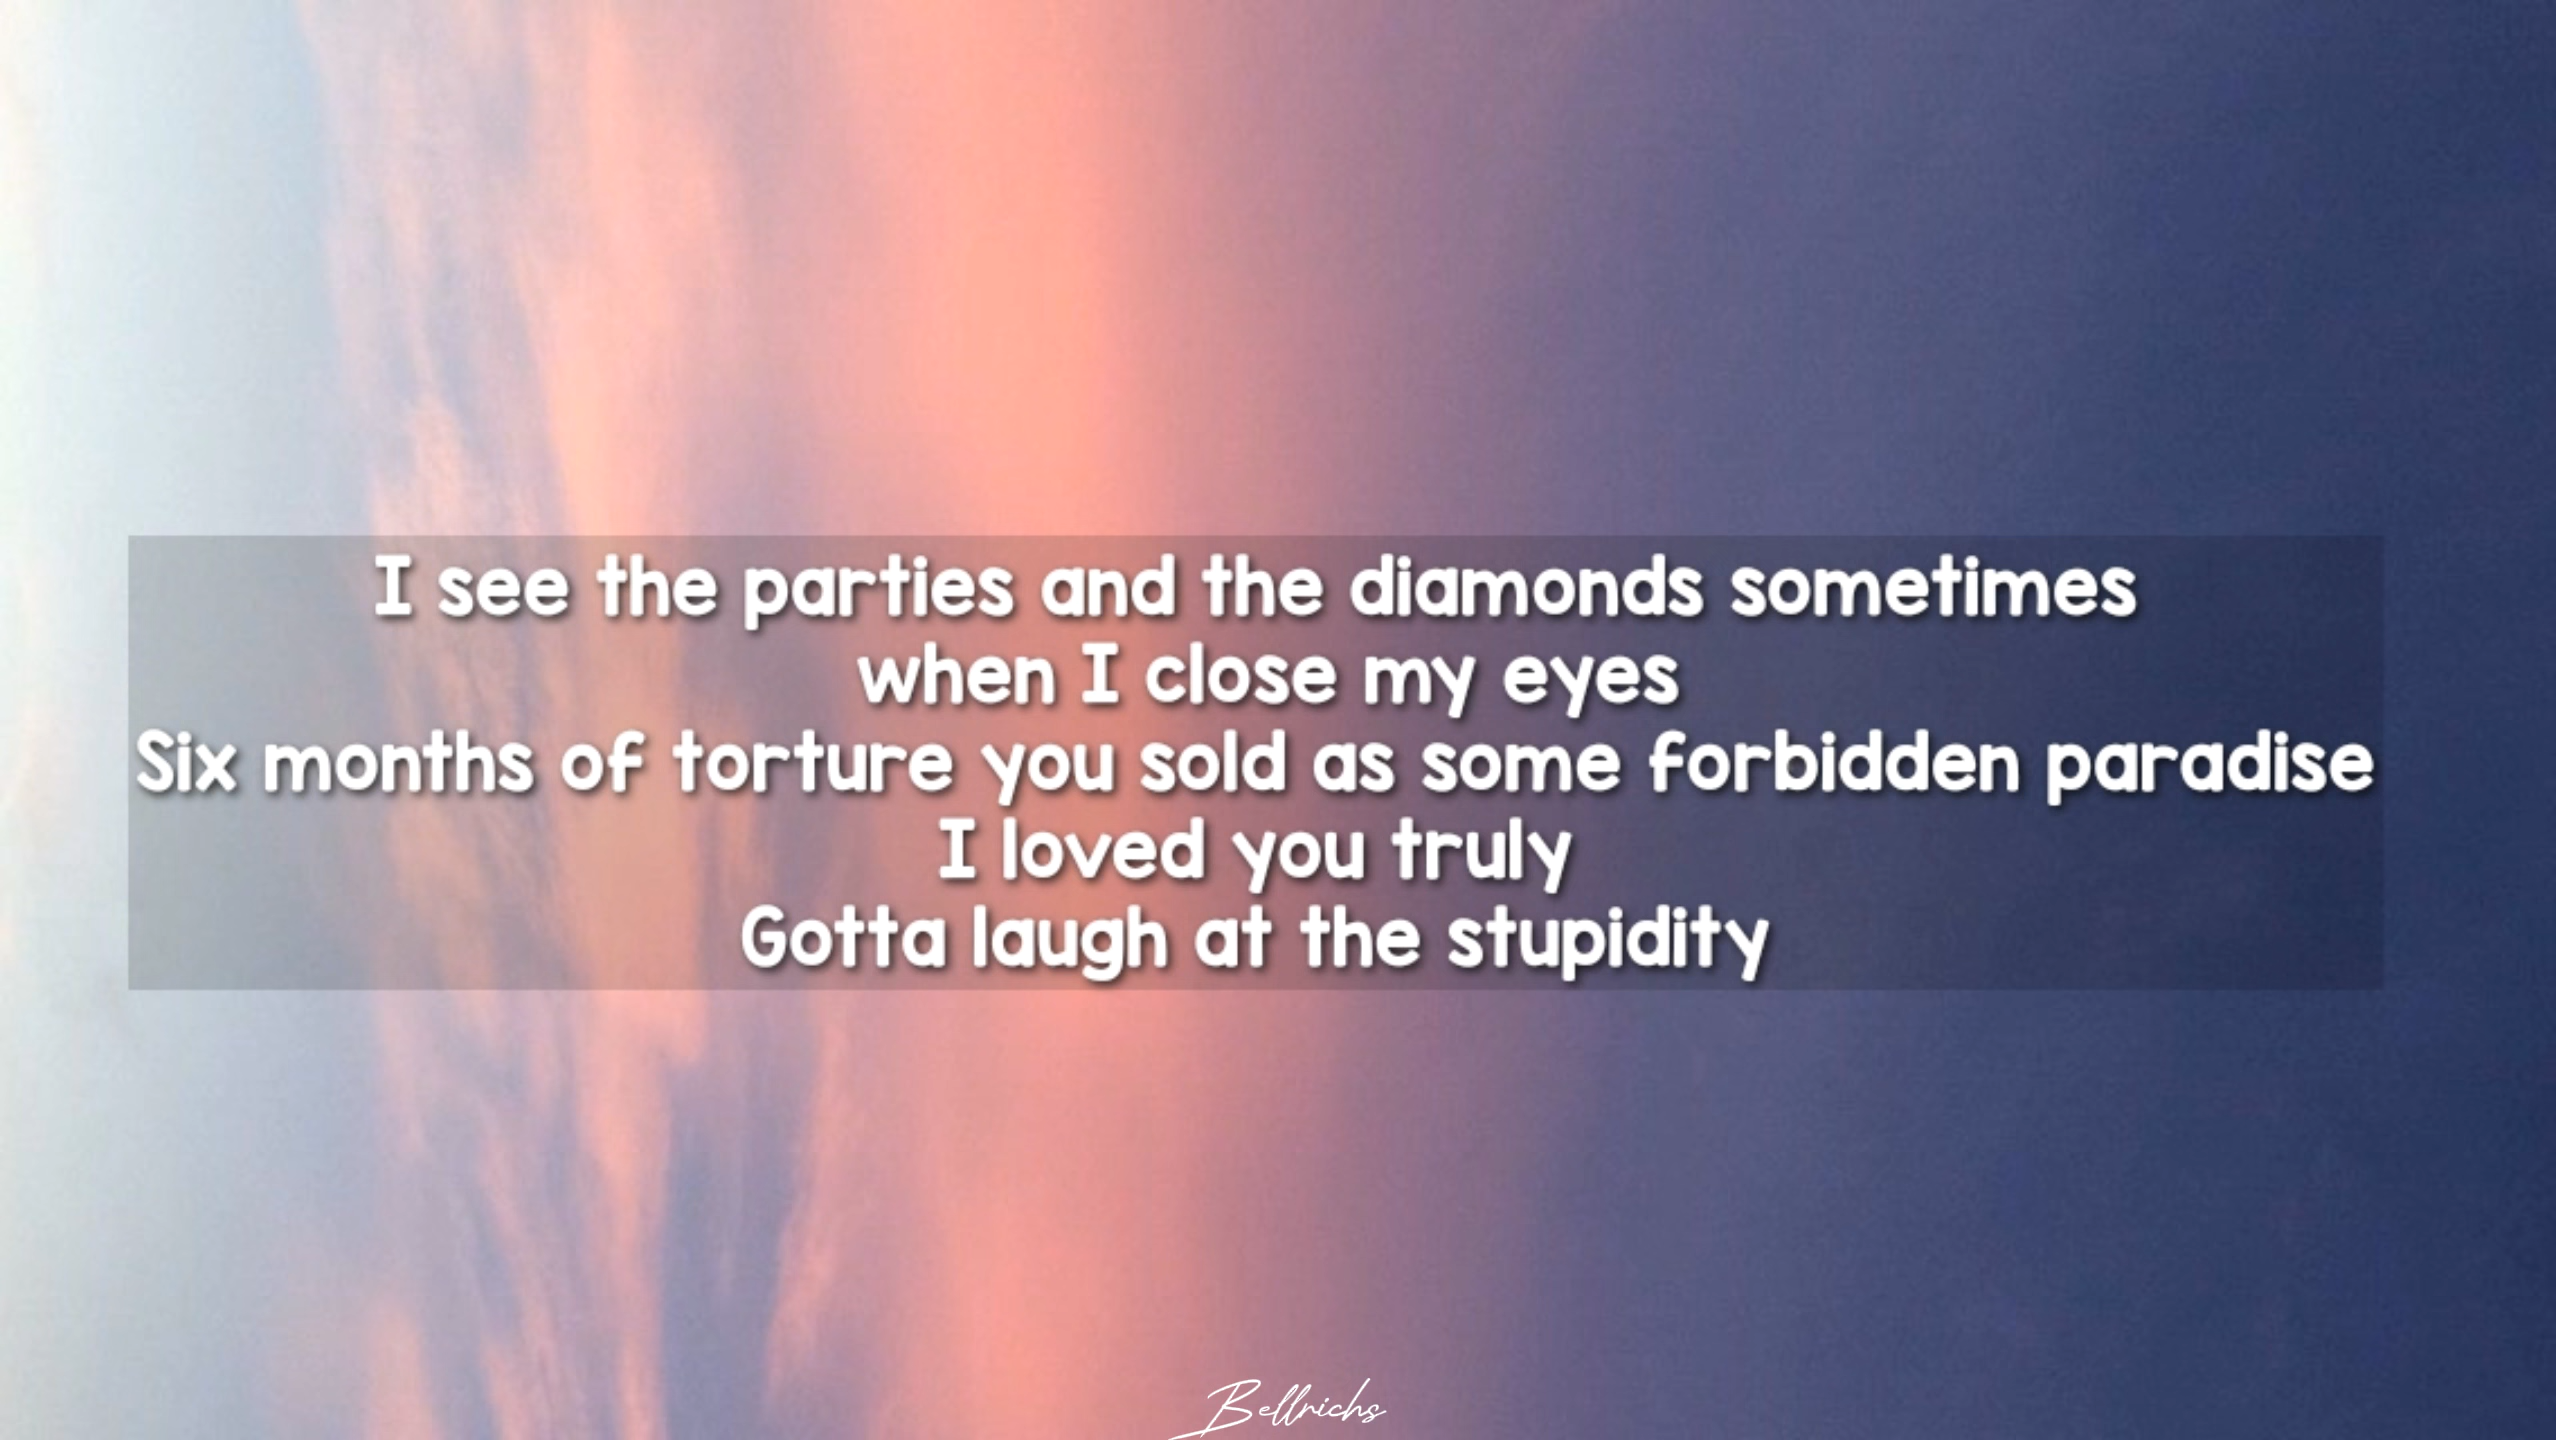 I see the parties and the diamonds sometimes
when I close my eyes
Six months of torture you sold as some forbidden paradise
I loved you truly
Gotta laugh at the stupidity
Bellrichs